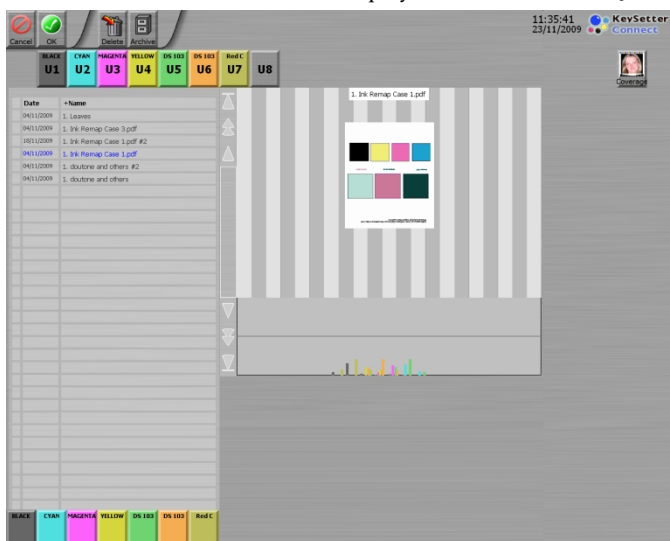 11:35:41
23/11/2009
KeySetter
Connect
Cancel OK Delete Archive
BLACK CYAN MAGENTA YELLOW DS 103 DS 103 Red C
U1 U2 U3 U4 U5 U6 U7 U8
Coverage
1. Ink Remap Case 1.pdf
Date +Name
04/11/2009 1. Leaves
04/11/2009 1. Ink Remap Case 3.pdf
10/11/2009 1. Ink Remap Case 1.pdf #2
04/11/2009 1. Ink Remap Case 1.pdf
04/11/2009 1. doutone and others #2
04/11/2009 1. doutone and others
BLACK CYAN MAGENTA YELLOW DS 103 DS 103 Red C